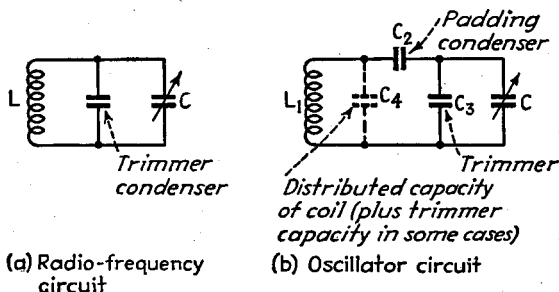 L
C
Trimmer
condenser
(a) Radio-frequency
circuit
C2
Padding
condenser
L1
C4
C3
C
Trimmer
Distributed capacity
of coil (plus trimmer
capacity in some cases)
(b) Oscillator circuit